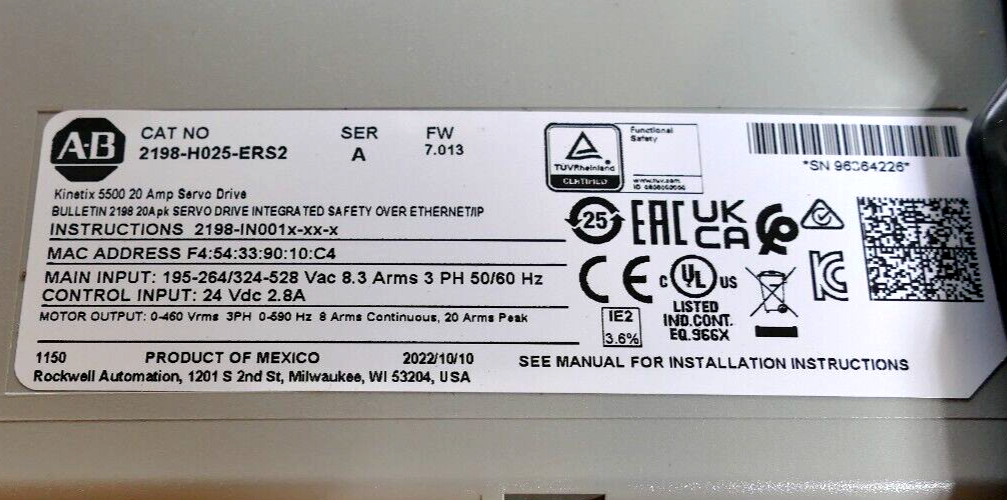 A-B
CAT NO SER FW
2198-H025-ERS2 A 7.013
Kinetix 5500 20 Amp Servo Drive
BULLETIN 2198 20Apk SERVO DRIVE INTEGRATED SAFETY OVER ETHERNET/IP
INSTRUCTIONS 2198-IN001x-xx-x
MAC ADDRESS F4:54:33:90:10:C4
MAIN INPUT: 195-264/324-528 Vac 8.3 Arms 3 PH 50/60 Hz
CONTROL INPUT: 24 Vdc 2.8A
MOTOR OUTPUT: 0-460 Vrms 3PH 0-590 Hz 8 Arms Continuous, 20 Arms Peak
1150 PRODUCT OF MEXICO 2022/10/10
Rockwell Automation, 1201 S 2nd St, Milwaukee, WI 53204, USA
TÜVRheinland
CERTIFIED
Functional
Safety
www.tuv.com
*SN 96364226*
25
EAC
UK
CA
CE
c UL US
LISTED
IND.CONT.
EQ.966X
IE2
3.6%
SEE MANUAL FOR INSTALLATION INSTRUCTIONS